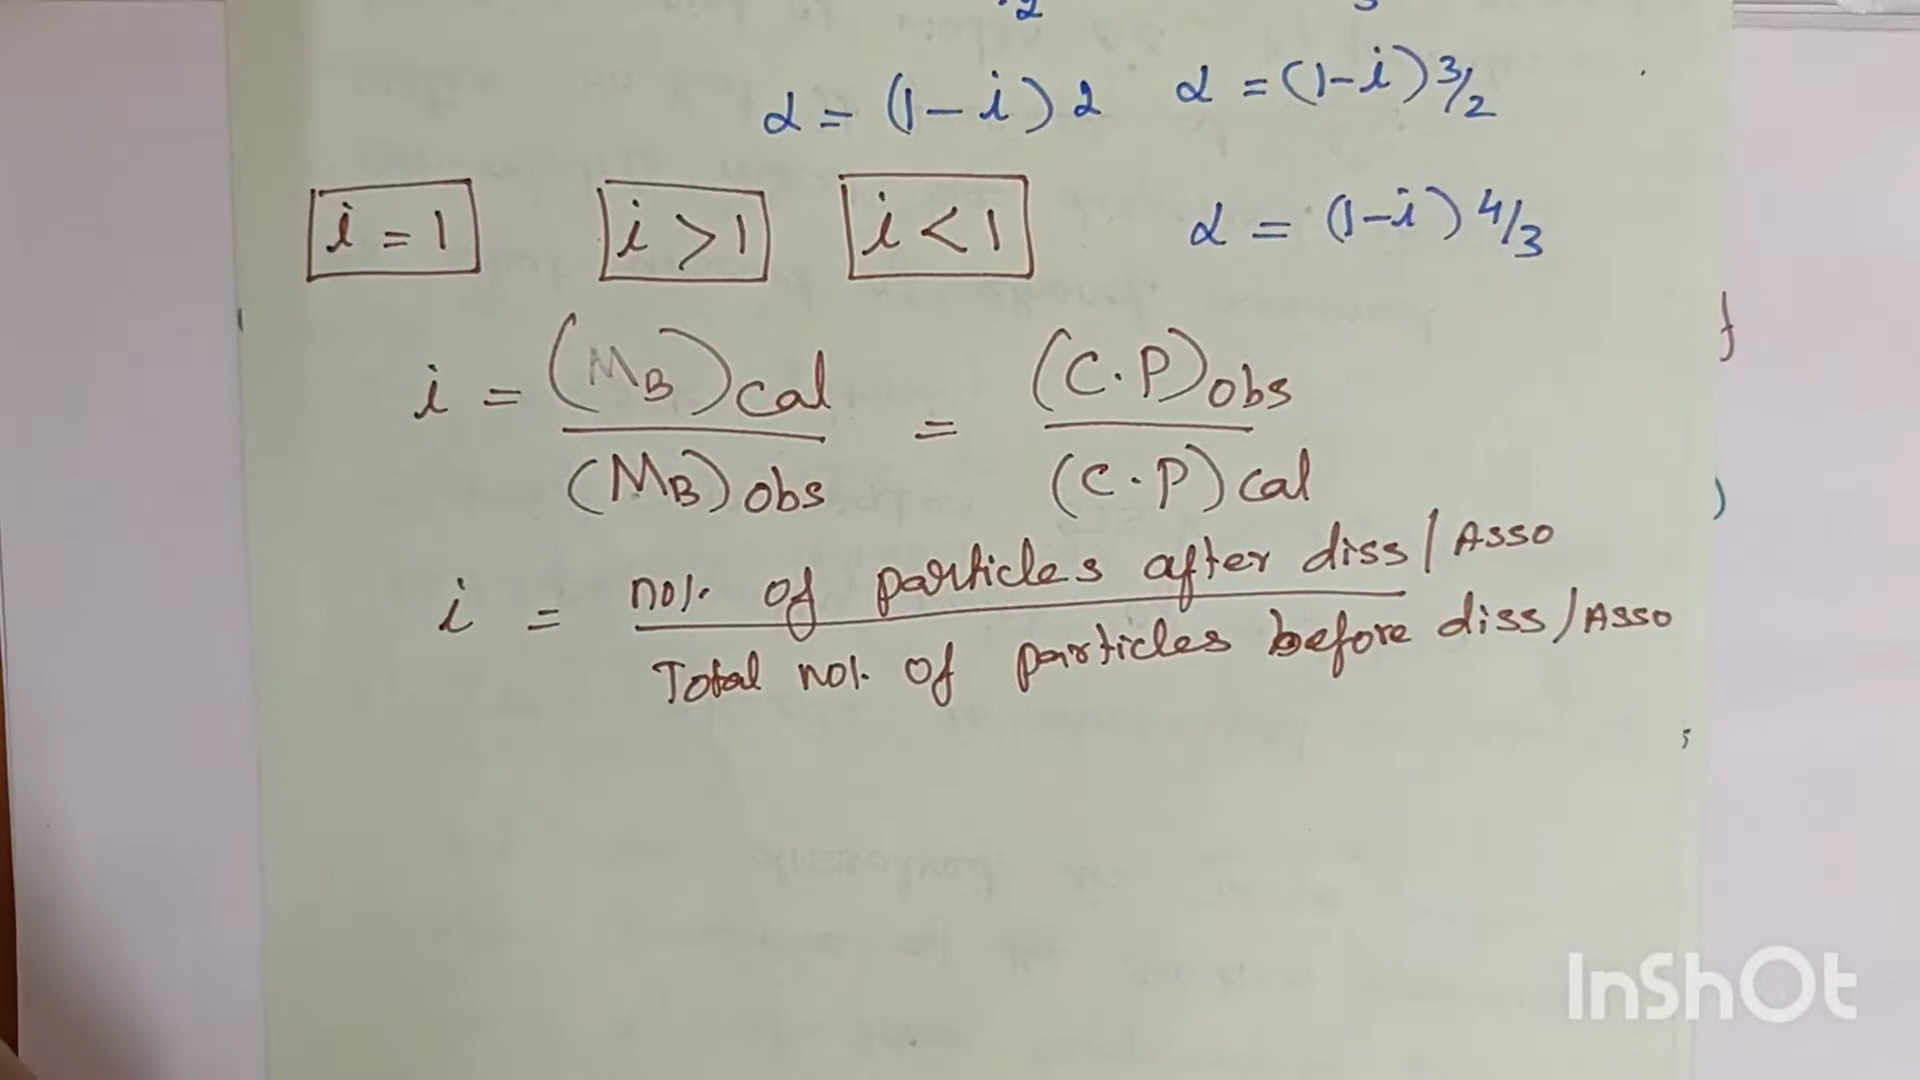 α = (1-i) 2 α = (1-i) 3/2
i = 1 i > 1 i < 1 α = (1-i) 4/3
i = (MB)cal / (MB)obs = (C.P)obs / (C.P)cal
i = no/. of particles after diss/Asso
Total no/. of particles before diss/Asso
InShOt